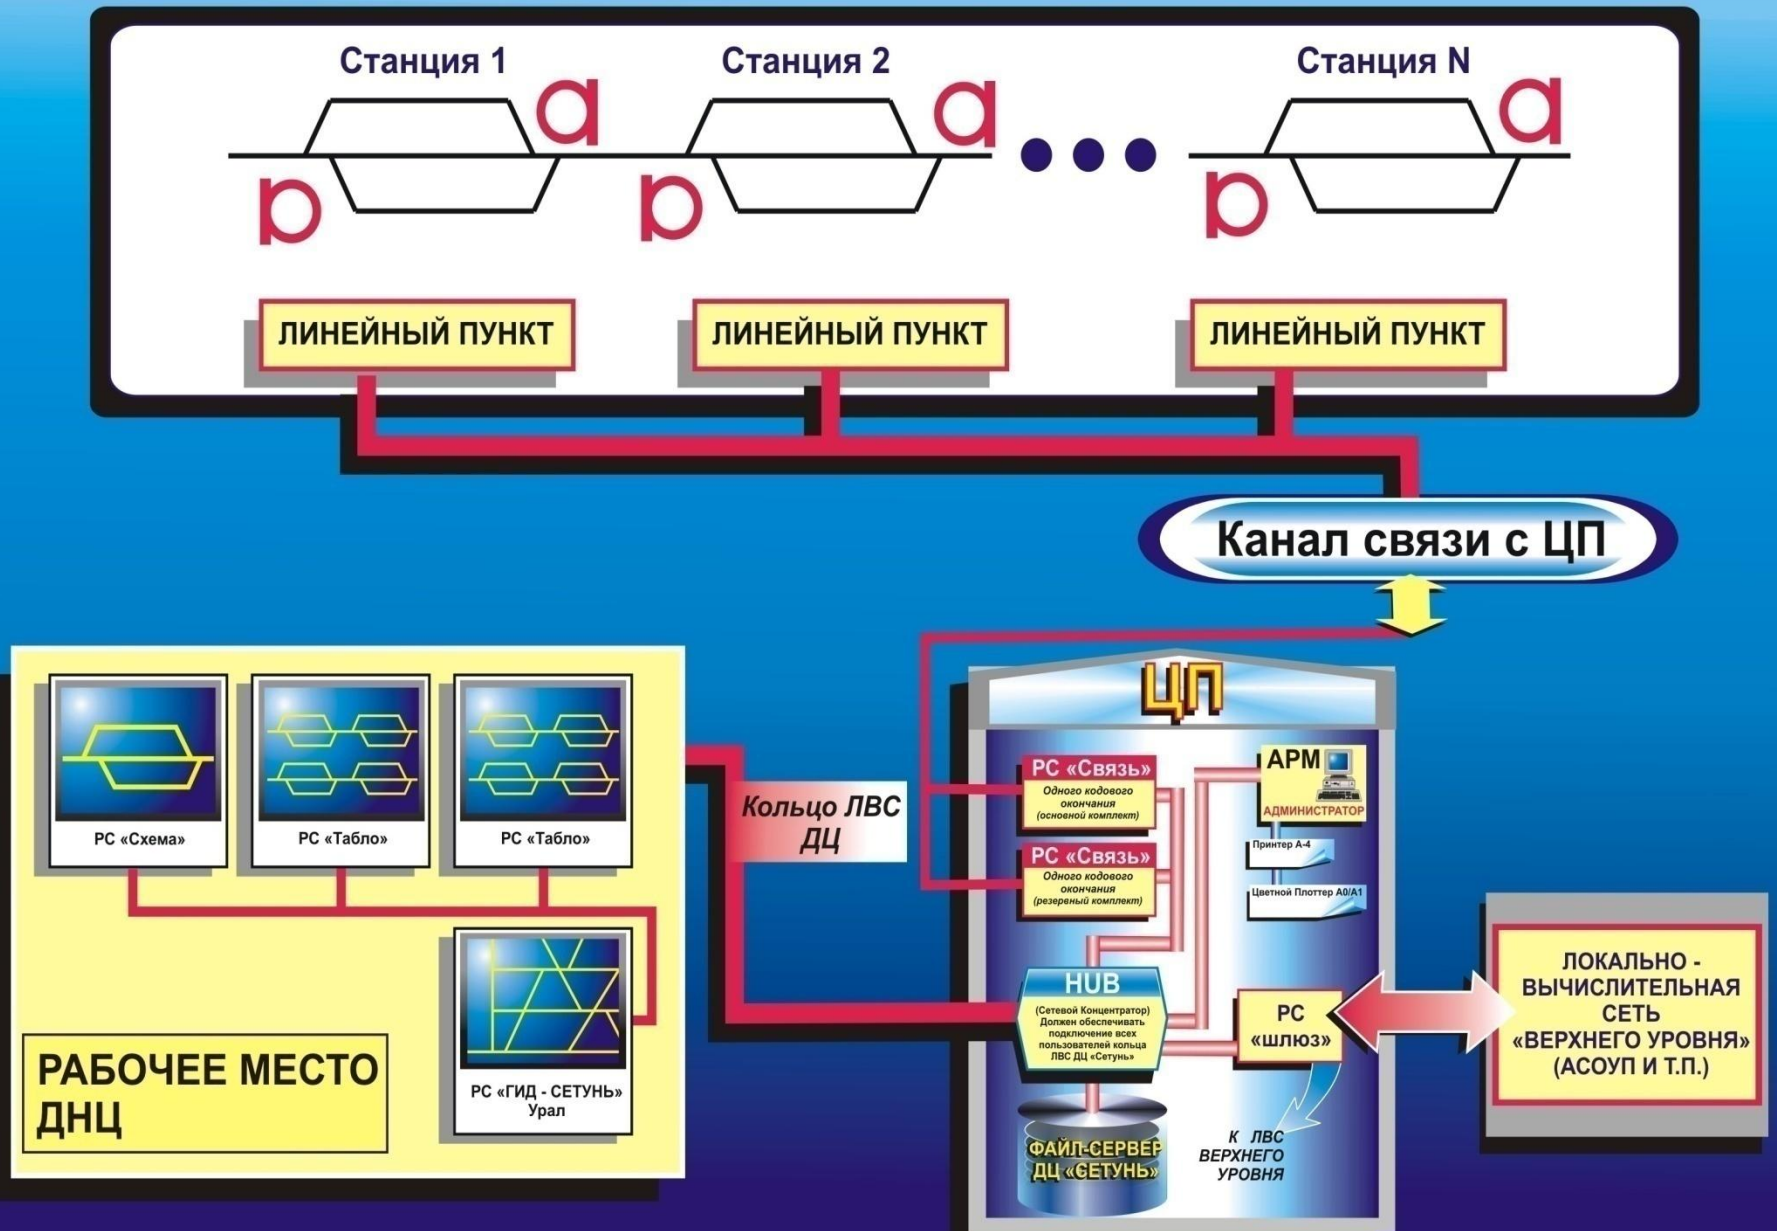 Станция 1
Станция 2
Станция N
a
a
a
a
a
a
ЛИНЕЙНЫЙ ПУНКТ
ЛИНЕЙНЫЙ ПУНКТ
ЛИНЕЙНЫЙ ПУНКТ
Канал связи с ЦП
РС «Схема»
РС «Табло»
РС «Табло»
РС «ГИД - СЕТУНЬ»
Урал
РАБОЧЕЕ МЕСТО
ДНЦ
Кольцо ЛВС
ДЦ
ЦП
РС «Связь»
Одного кодового
окончания
(основной комплект)
РС «Связь»
Одного кодового
окончания
(резервный комплект)
АРМ
АДМИНИСТРАТОР
Принтер А-4
Цветной Плоттер А0/А1
HUB
(Сетевой Концентратор)
Должен обеспечивать
подключение всех
пользователей кольца
ЛВС ДЦ «Сетунь»
РС
«ШЛЮЗ»
ФАЙЛ-СЕРВЕР
ДЦ «СЕТУНЬ»
К ЛВС
ВЕРХНЕГО
УРОВНЯ
ЛОКАЛЬНО -
ВЫЧИСЛИТЕЛЬНАЯ
СЕТЬ
«ВЕРХНЕГО УРОВНЯ»
(АСОУП И Т.П.)